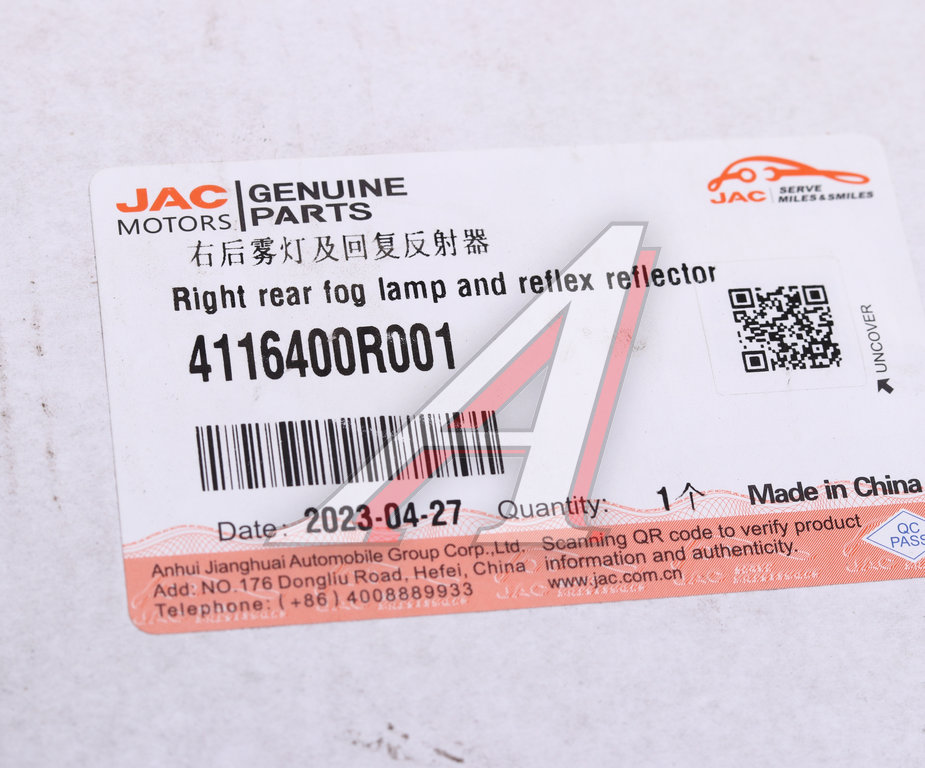 JAC MOTORS
GENUINE PARTS
JAC SERVE MILES&SMILES
右后雾灯及回复反射器
Right rear fog lamp and reflex reflector
4116400R001
UNCOVER
Date: 2023-04-27 Quantity: 1个 Made in China
Anhui Jianghuai Automobile Group Corp.,Ltd.
Add: NO.176 Dongliu Road, Hefei, China
Telephone: (+86) 4008889933
Scanning QR code to verify product
information and authenticity.
www.jac.com.cn
QC
PASS